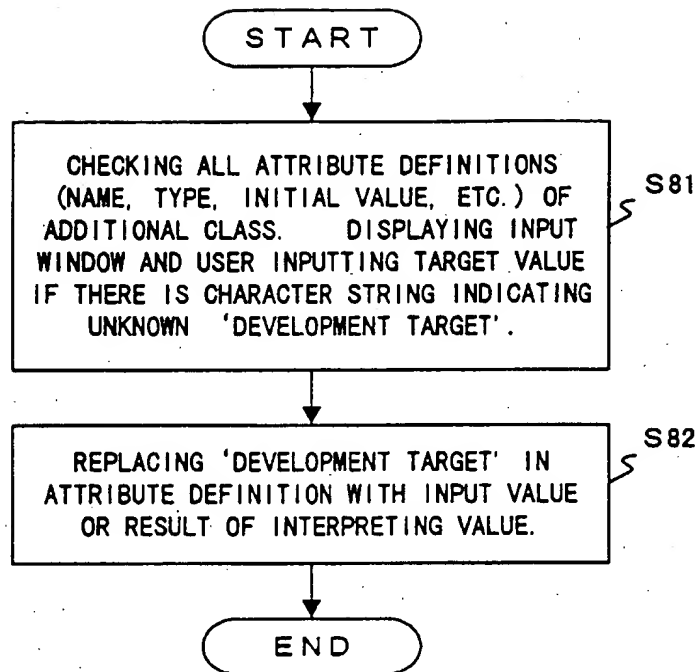 START
CHECKING ALL ATTRIBUTE DEFINITIONS
(NAME, TYPE, INITIAL VALUE, ETC.) OF
ADDITIONAL CLASS. DISPLAYING INPUT
WINDOW AND USER INPUTTING TARGET VALUE
IF THERE IS CHARACTER STRING INDICATING
UNKNOWN 'DEVELOPMENT TARGET'.
S81
REPLACING 'DEVELOPMENT TARGET' IN
ATTRIBUTE DEFINITION WITH INPUT VALUE
OR RESULT OF INTERPRETING VALUE.
S82
END